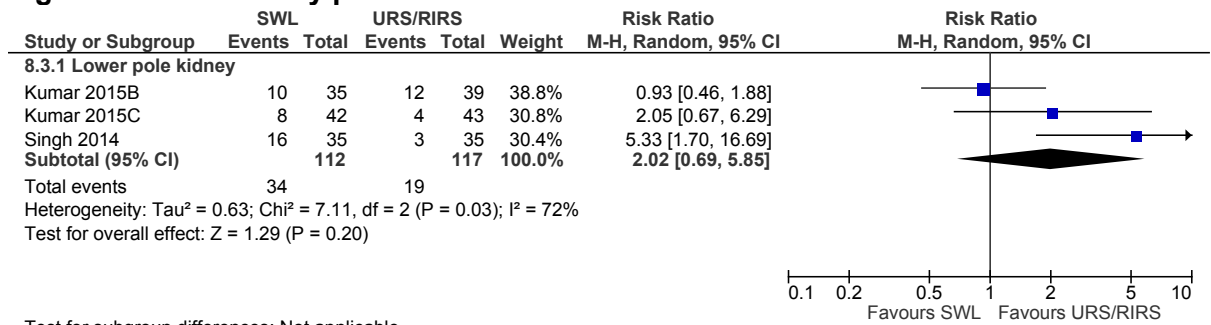 SWL URS/RIRS Risk Ratio Risk Ratio
Study or Subgroup Events Total Events Total Weight M-H, Random, 95% CI M-H, Random, 95% CI
8.3.1 Lower pole kidney
Kumar 2015B 10 35 12 39 38.8% 0.93 [0.46, 1.88]
Kumar 2015C 8 42 4 43 30.8% 2.05 [0.67, 6.29]
Singh 2014 16 35 3 35 30.4% 5.33 [1.70, 16.69]
Subtotal (95% CI) 112 117 100.0% 2.02 [0.69, 5.85]
Total events 34 19
Heterogeneity: Tau² = 0.63; Chi² = 7.11, df = 2 (P = 0.03); I² = 72%
Test for overall effect: Z = 1.29 (P = 0.20)
0.1 0.2 0.5 1 2 5 10
Favours SWL Favours URS/RIRS
Test for subgroup differences: Not applicable